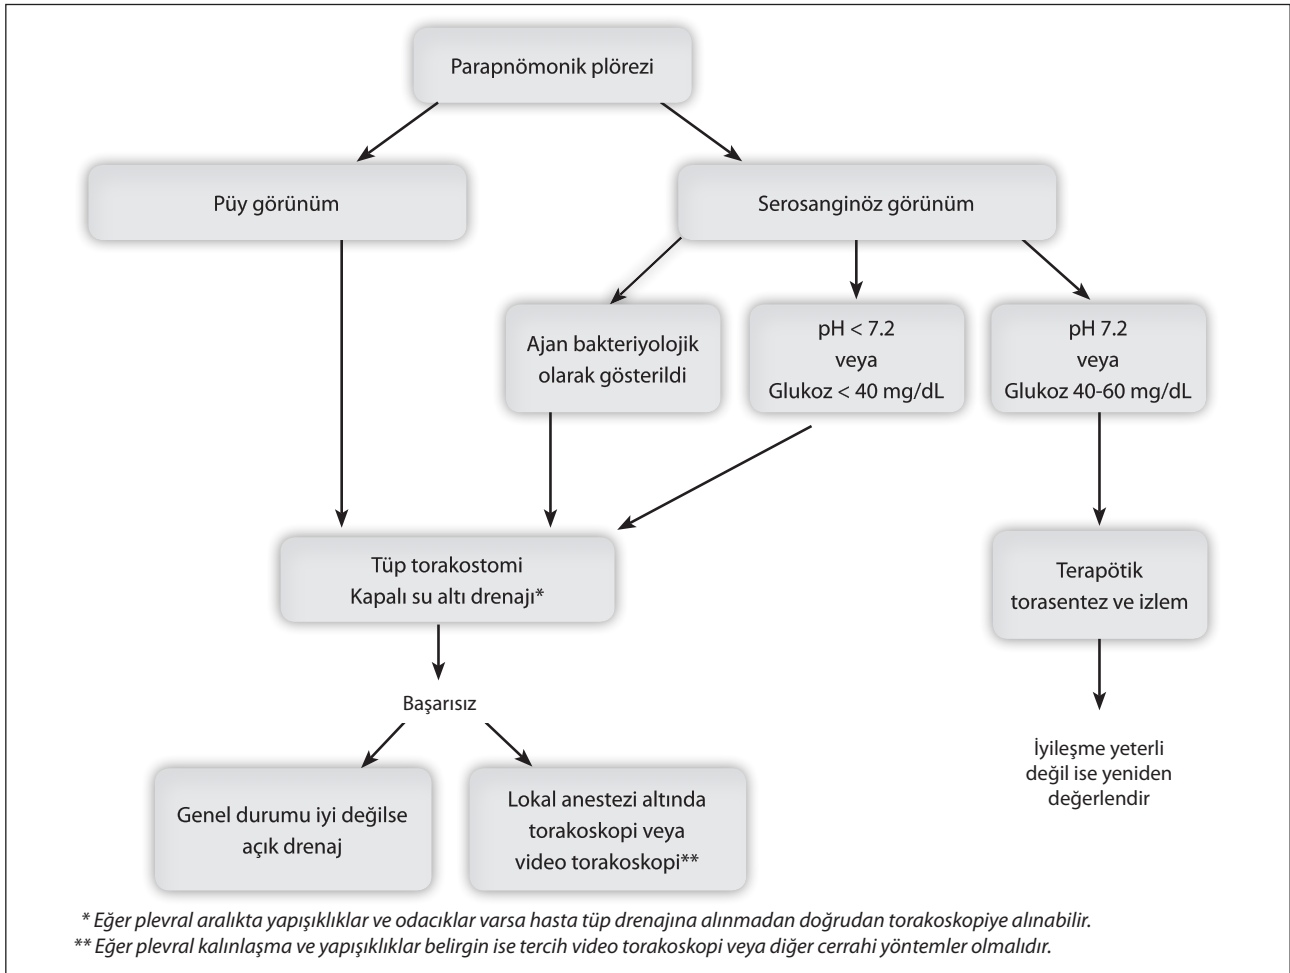 Parapnömonik plörezi
Püy görünüm
Serosanginöz görünüm
Ajan bakteriyolojik
olarak gösterildi
pH < 7.2
veya
Glukoz < 40 mg/dL
pH 7.2
veya
Glukoz 40-60 mg/dL
Tüp torakostomi
Kapalı su altı drenajı*
Terapötik
torasentez ve izlem
Başarısız
Genel durumu iyi değilse
açık drenaj
Lokal anestezi altında
torakoskopi veya
video torakoskopi**
İyileşme yeterli
değil ise yeniden
değerlendir
* Eğer plevral aralıkta yapışıklıklar ve odacıklar varsa hasta tüp drenajına alınmadan doğrudan torakoskopiye alınabilir.
** Eğer plevral kalınlaşma ve yapışıklıklar belirgin ise tercih video torakoskopi veya diğer cerrahi yöntemler olmalıdır.